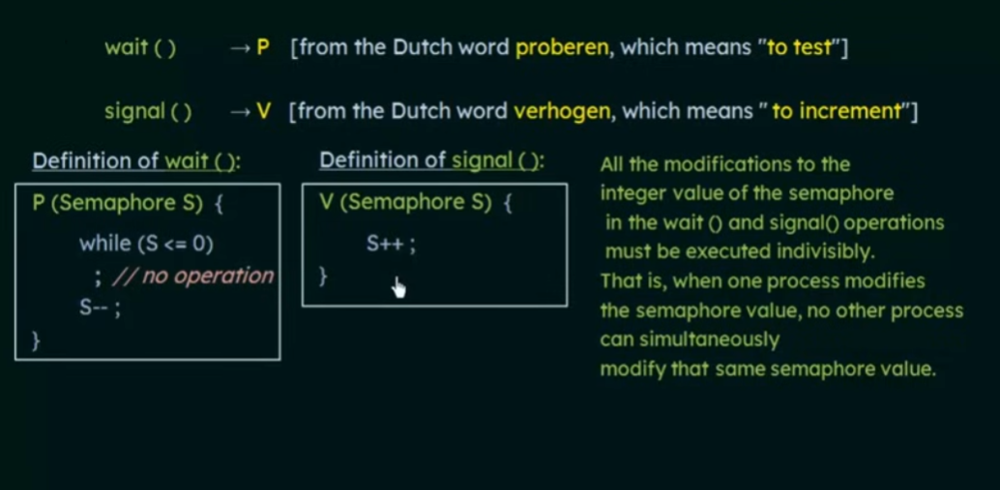 wait ( ) → P [from the Dutch word proberen, which means "to test"]
signal ( ) → V [from the Dutch word verhogen, which means " to increment"]
Definition of wait ( ):
P (Semaphore S) {
while (S <= 0)
; // no operation
S-- ;
}
Definition of signal ( ):
V (Semaphore S) {
S++ ;
}
All the modifications to the
integer value of the semaphore
in the wait () and signal() operations
must be executed indivisibly.
That is, when one process modifies
the semaphore value, no other process
can simultaneously
modify that same semaphore value.